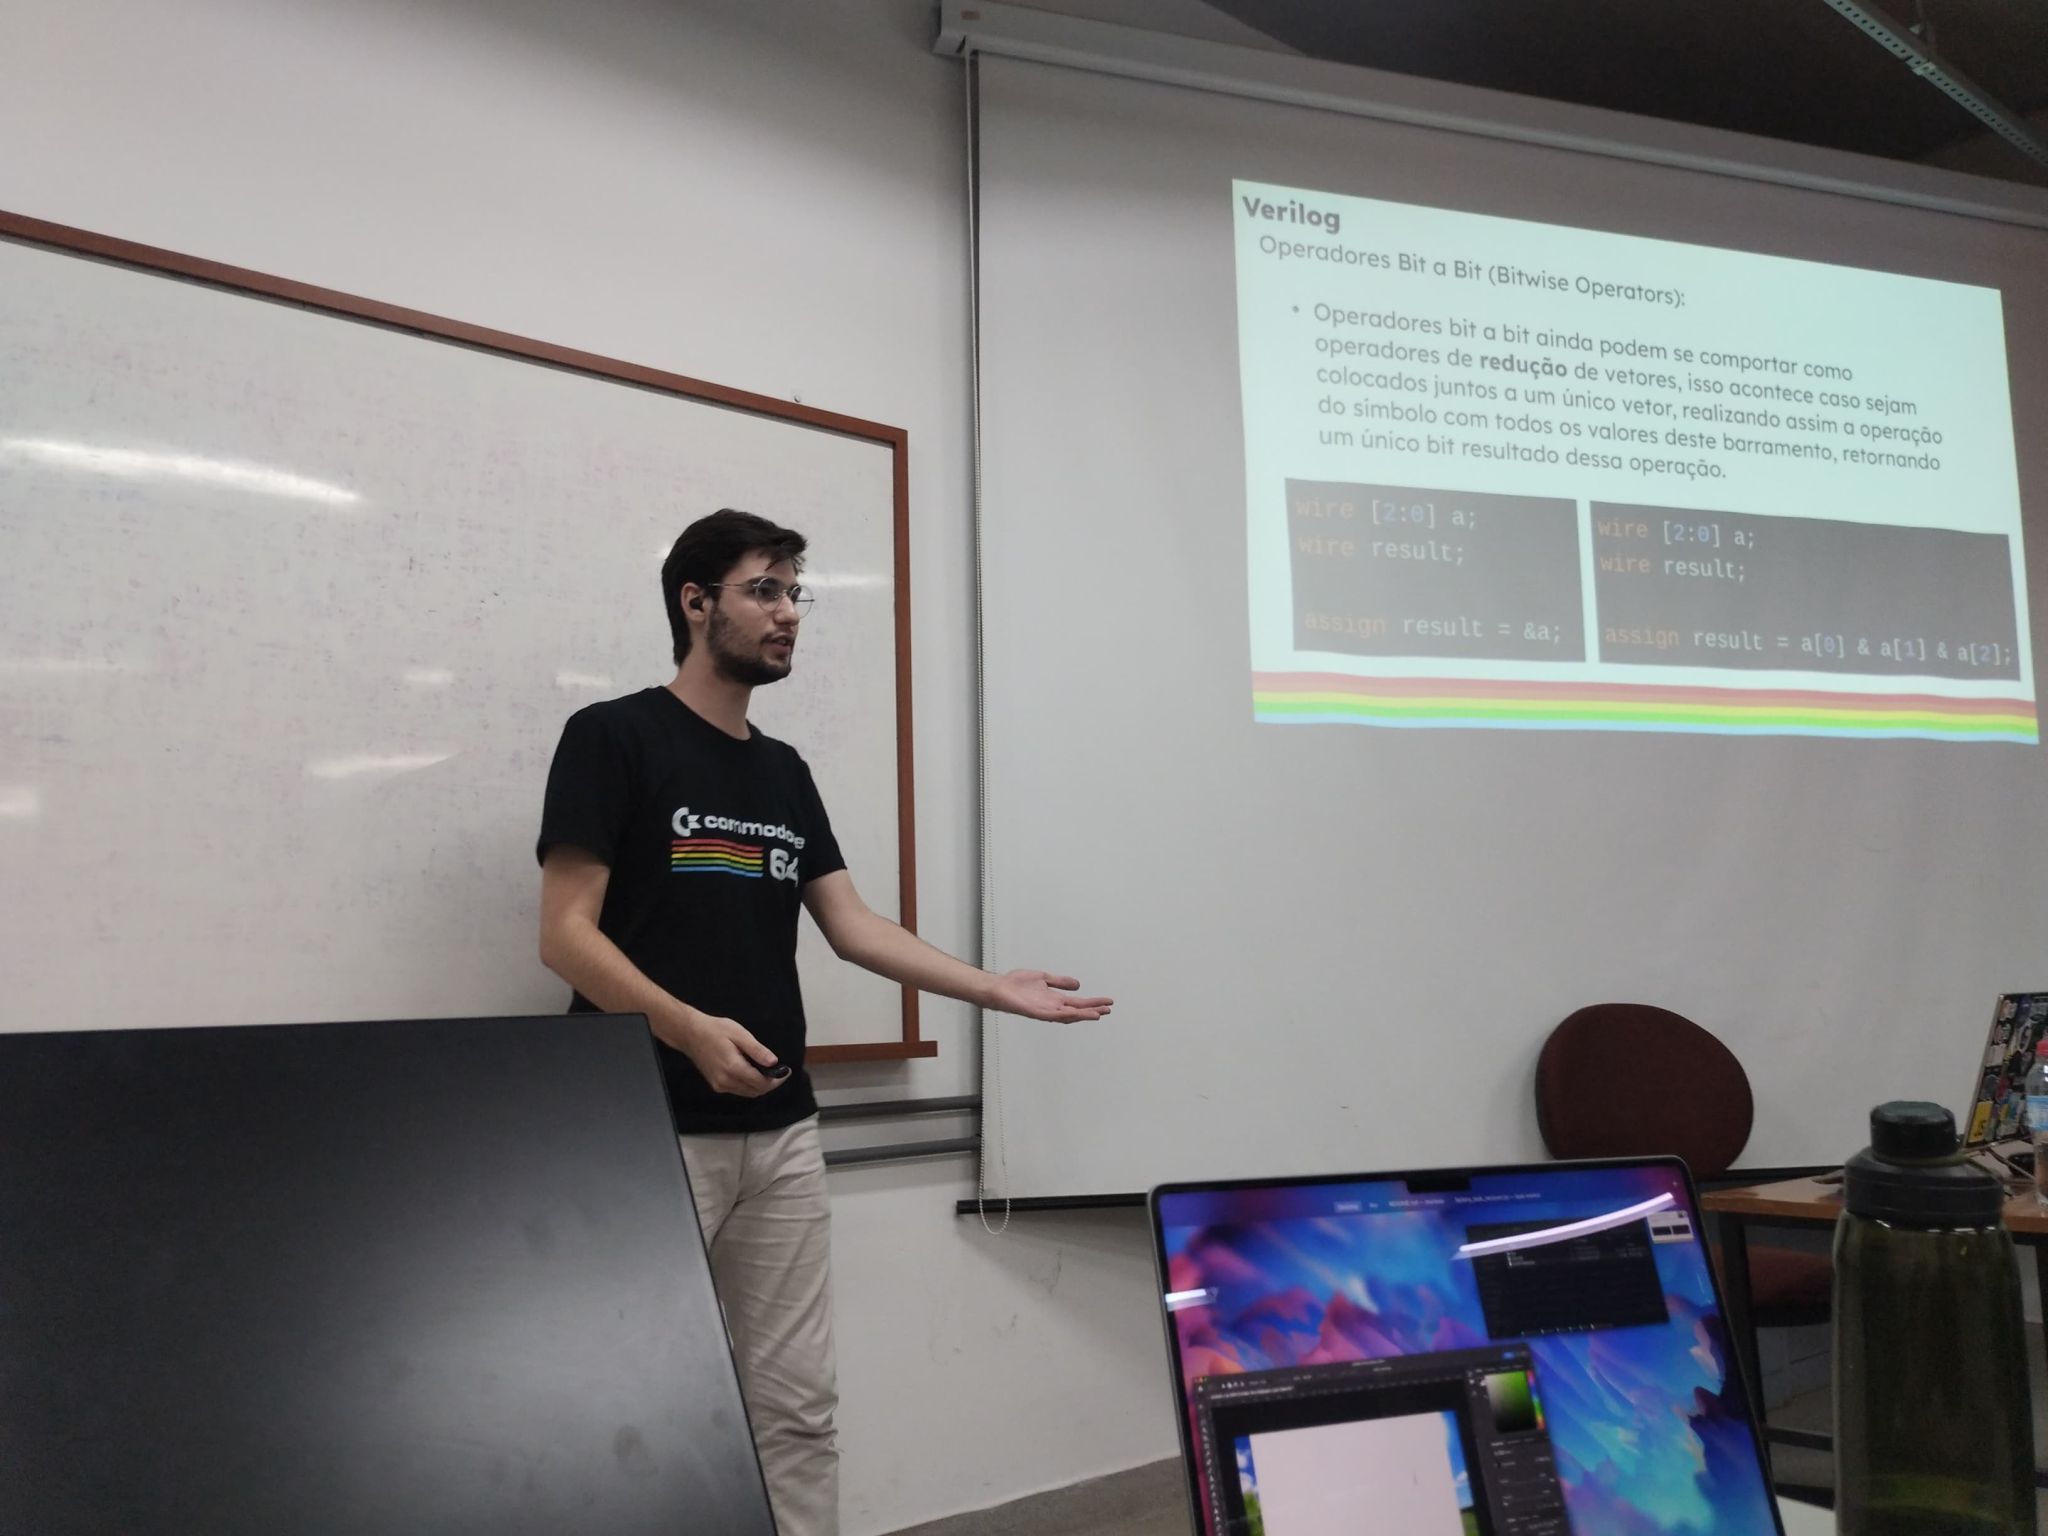 Verilog
Operadores Bit a Bit (Bitwise Operators):
• Operadores bit a bit ainda podem se comportar como
operadores de redução de vetores, isso acontece caso sejam
colocados juntos a um único vetor, realizando assim a operação
do símbolo com todos os valores deste barramento, retornando
um único bit resultado dessa operação.
wire [2:0] a;
wire result;
assign result = &a;
wire [2:0] a;
wire result;
assign result = a[0] & a[1] & a[2];
commodore
64